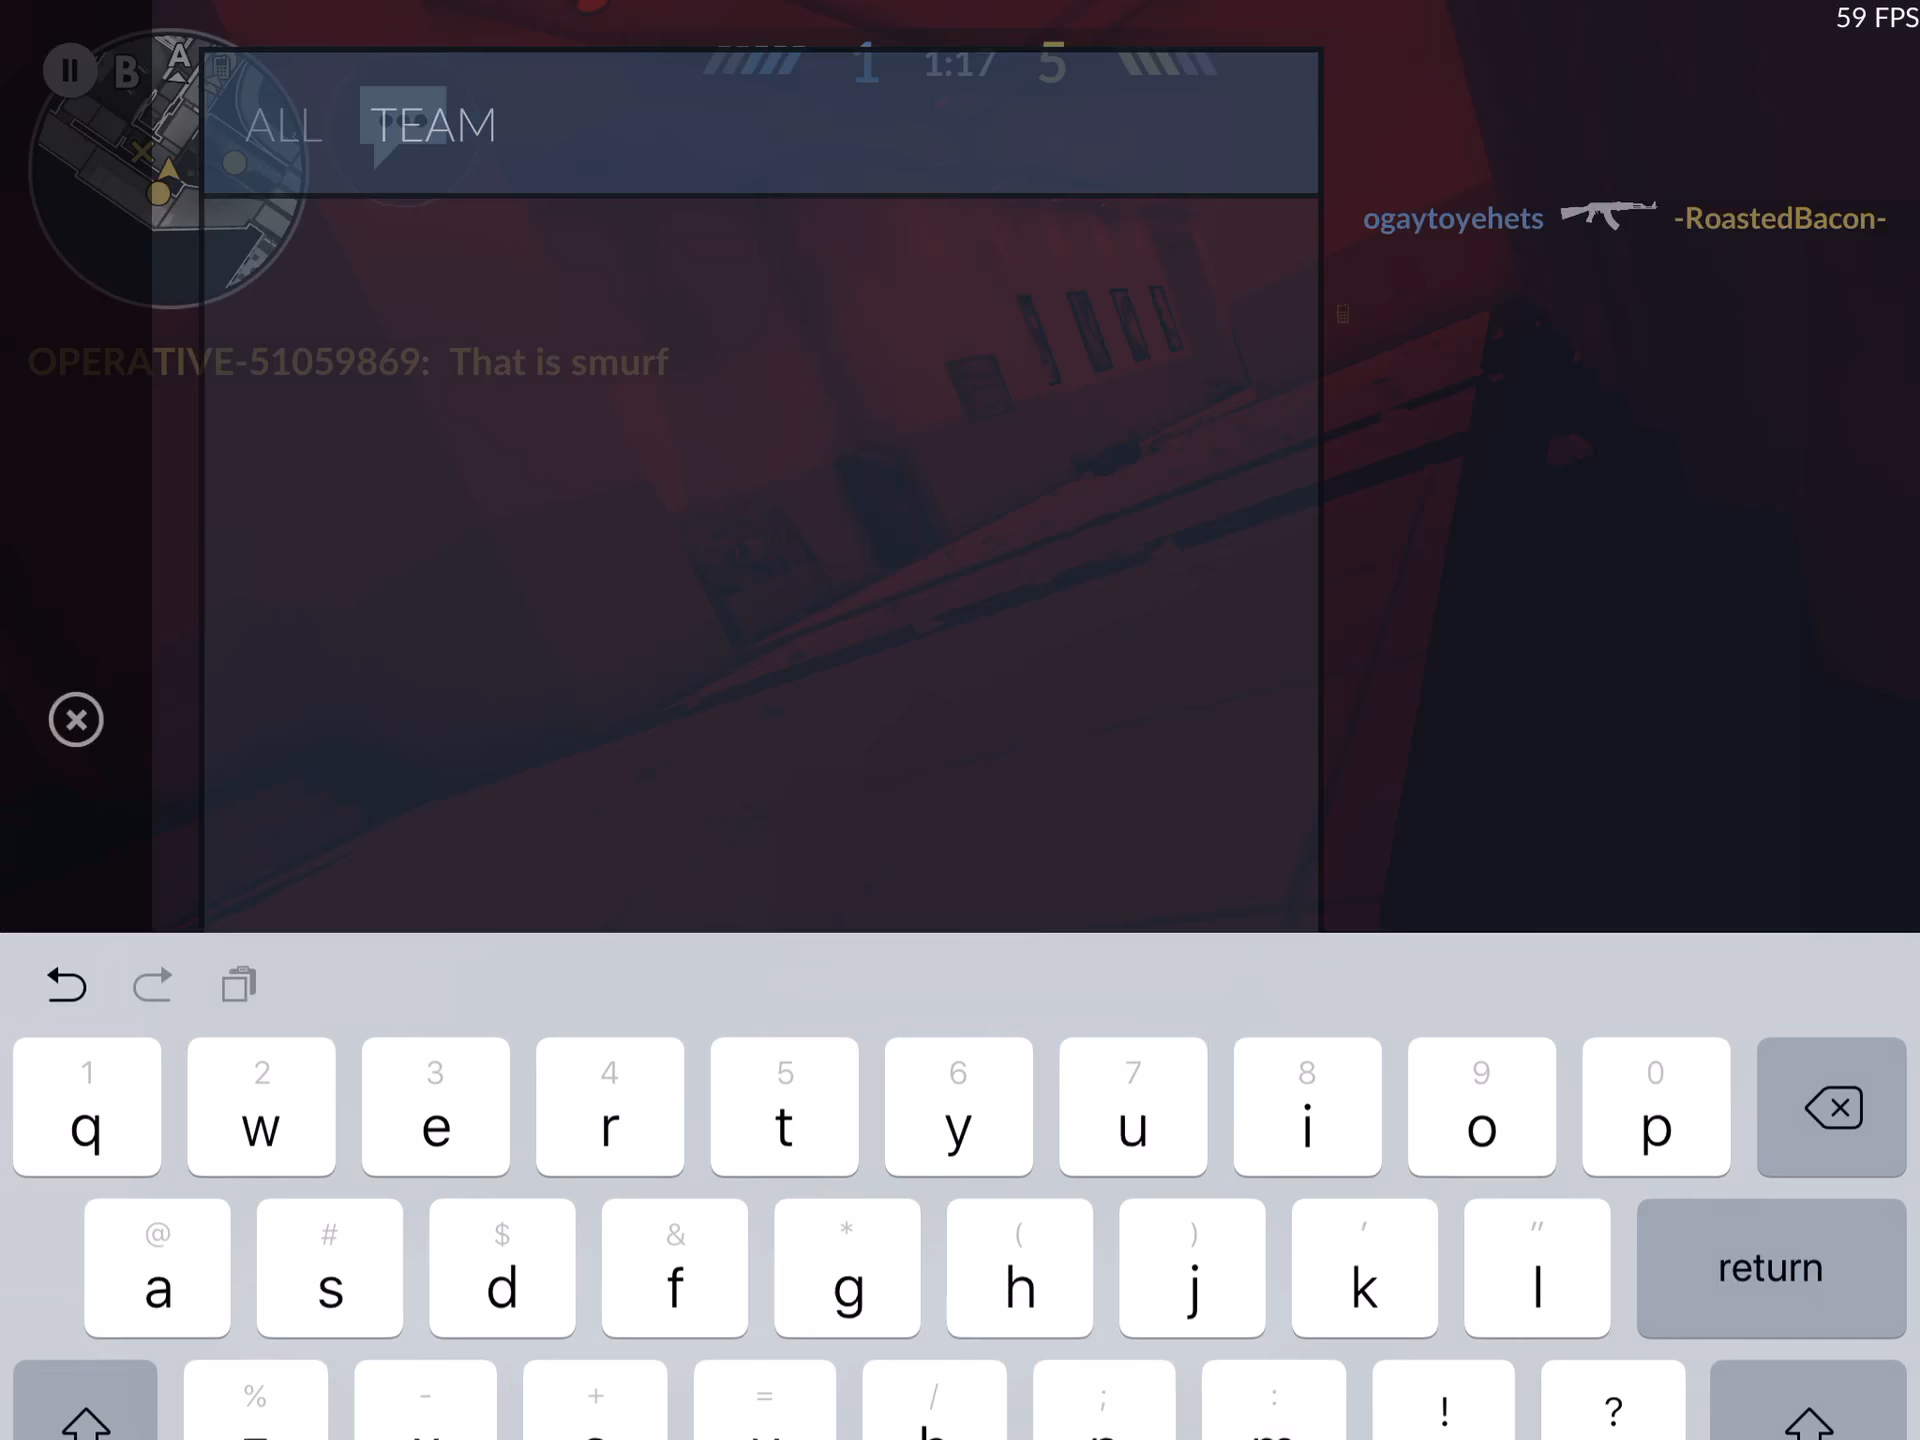 59 FPS
B A
1 1:17 5
ALL TEAM
ogaytoyehets -RoastedBacon-
OPERATIVE-51059869: That is smurf
1 2 3 4 5 6 7 8 9 0
q w e r t y u i o p
@ # $ & * ( ) ' "
a s d f g h j k l return
% - + = / ; : ! ?